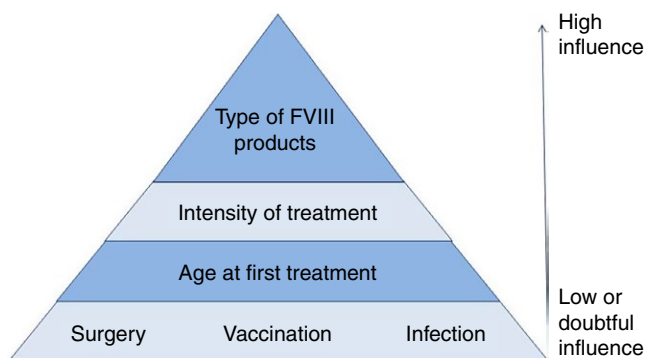 High
influence
Type of FVIII
products
Intensity of treatment
Age at first treatment
Surgery Vaccination Infection
Low or
doubtful
influence